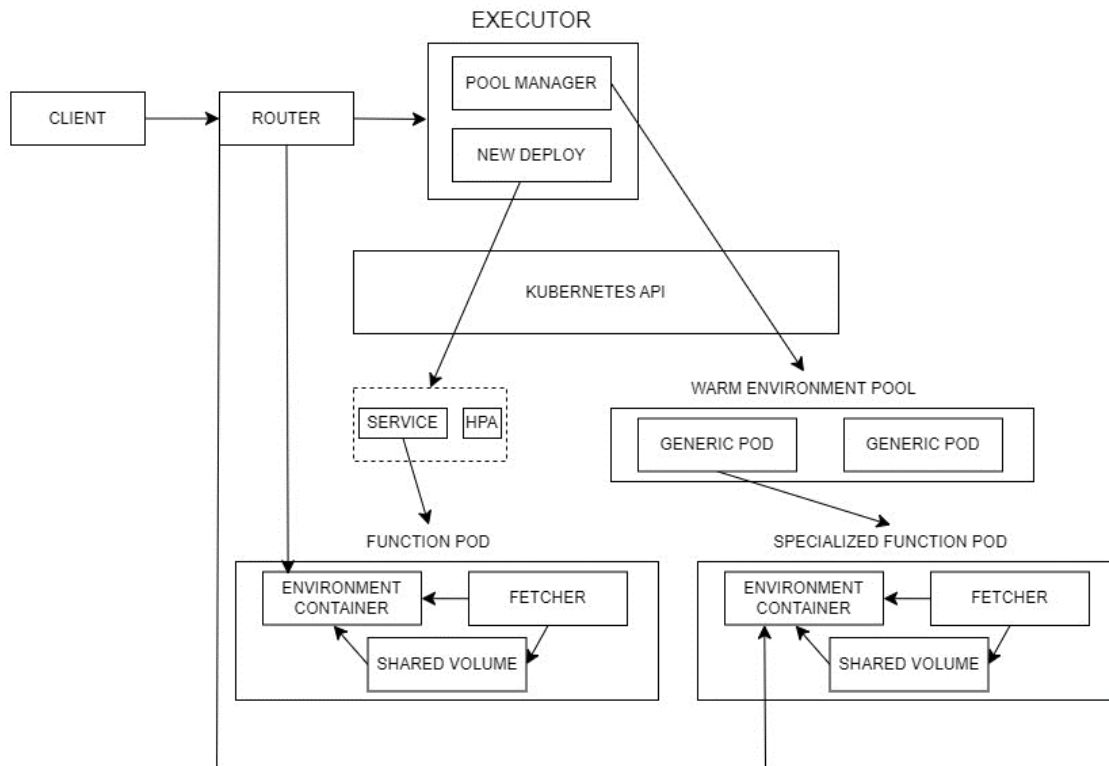 EXECUTOR
POOL MANAGER
CLIENT
ROUTER
NEW DEPLOY
KUBERNETES API
WARM ENVIRONMENT POOL
SERVICE
HPA
GENERIC POD
GENERIC POD
FUNCTION POD
SPECIALIZED FUNCTION POD
ENVIRONMENT
CONTAINER
FETCHER
SHARED VOLUME
ENVIRONMENT
CONTAINER
FETCHER
SHARED VOLUME